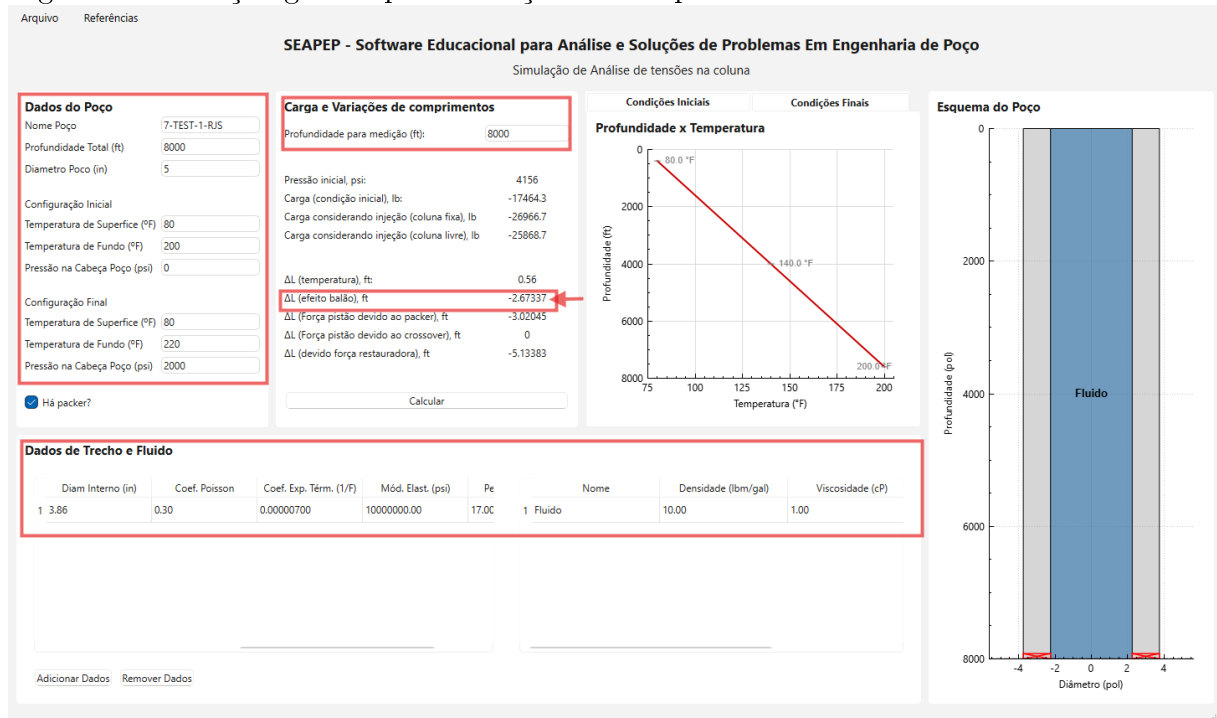 Arquivo Referências
SEAPEP - Software Educacional para Análise e Soluções de Problemas Em Engenharia de Poço
Simulação de Análise de tensões na coluna
Dados do Poço
Nome Poço 7-TEST-1-RJS
Profundidade Total (ft) 8000
Diametro Poco (in) 5
Configuração Inicial
Temperatura de Superfice (ºF) 80
Temperatura de Fundo (ºF) 200
Pressão na Cabeça Poço (psi) 0
Configuração Final
Temperatura de Superfice (ºF) 80
Temperatura de Fundo (ºF) 220
Pressão na Cabeça Poço (psi) 2000
Há packer?
Carga e Variações de comprimentos
Profundidade para medição (ft): 8000
Pressão inicial, psi: 4156
Carga (condição inicial), lb: -17464.3
Carga considerando injeção (coluna fixa), lb -26966.7
Carga considerando injeção (coluna livre), lb -25868.7
ΔL (temperatura), ft: 0.56
ΔL (efeito balão), ft -2.67337
ΔL (Força pistão devido ao packer), ft -3.02045
ΔL (Força pistão devido ao crossover), ft 0
ΔL (devido força restauradora), ft -5.13383
Calcular
Condições Iniciais Condições Finais
Profundidade x Temperatura
80.0 °F
140.0 °F
200.0 °F
0
2000
4000
6000
8000
Profundidade (ft)
75 100 125 150 175 200
Temperatura (°F)
Esquema do Poço
0
2000
4000
6000
8000
Profundidade (pol)
Fluido
-4 -2 0 2 4
Diâmetro (pol)
Dados de Trecho e Fluido
Diam Interno (in) Coef. Poisson Coef. Exp. Térm. (1/F) Mód. Elast. (psi) Pe
1 3.86 0.30 0.00000700 10000000.00 17.00
Nome Densidade (lbm/gal) Viscosidade (cP)
1 Fluido 10.00 1.00
Adicionar Dados Remover Dados